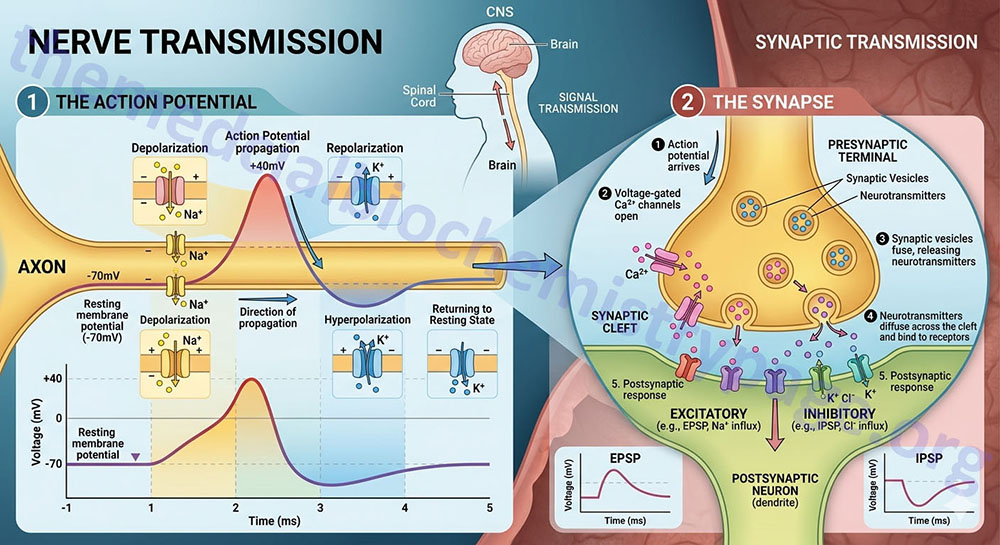 NERVE TRANSMISSION
CNS
Brain
Spinal
Cord
SIGNAL
TRANSMISSION
Brain
SYNAPTIC TRANSMISSION
1 THE ACTION POTENTIAL
Depolarization
Na⁺
Action Potential
propagation
+40mV
Repolarization
K⁺
AXON
-70mV
Na⁺
Na⁺
Resting
membrane
potential
(-70mV)
Depolarization
Na⁺
Direction of
propagation
Hyperpolarization
K⁺
Returning to
Resting State
K⁺
Voltage (mV)
+40
0
-70
Resting
membrane
potential
-1
1
2
3
4
5
Time (ms)
2 THE SYNAPSE
1 Action
potential
arrives
2 Voltage-gated
Ca²⁺ channels
open
PRESYNAPTIC
TERMINAL
Synaptic Vesicles
Neurotransmitters
3 Synaptic vesicles
fuse, releasing
neurotransmitters
Ca²⁺
SYNAPTIC
CLEFT
4 Neurotransmitters
diffuse across the cleft
and bind to receptors
5. Postsynaptic
response
K⁺ Cl⁻
K⁺
5. Postsynaptic
response
EXCITATORY
(e.g., EPSP, Na⁺ influx)
INHIBITORY
(e.g., IPSP, Cl⁻ influx)
POSTSYNAPTIC
NEURON
(dendrite)
EPSP
Voltage (mV)
Time (ms)
IPSP
Voltage (mV)
Time (ms)
themedicalbiochemistrypage.org